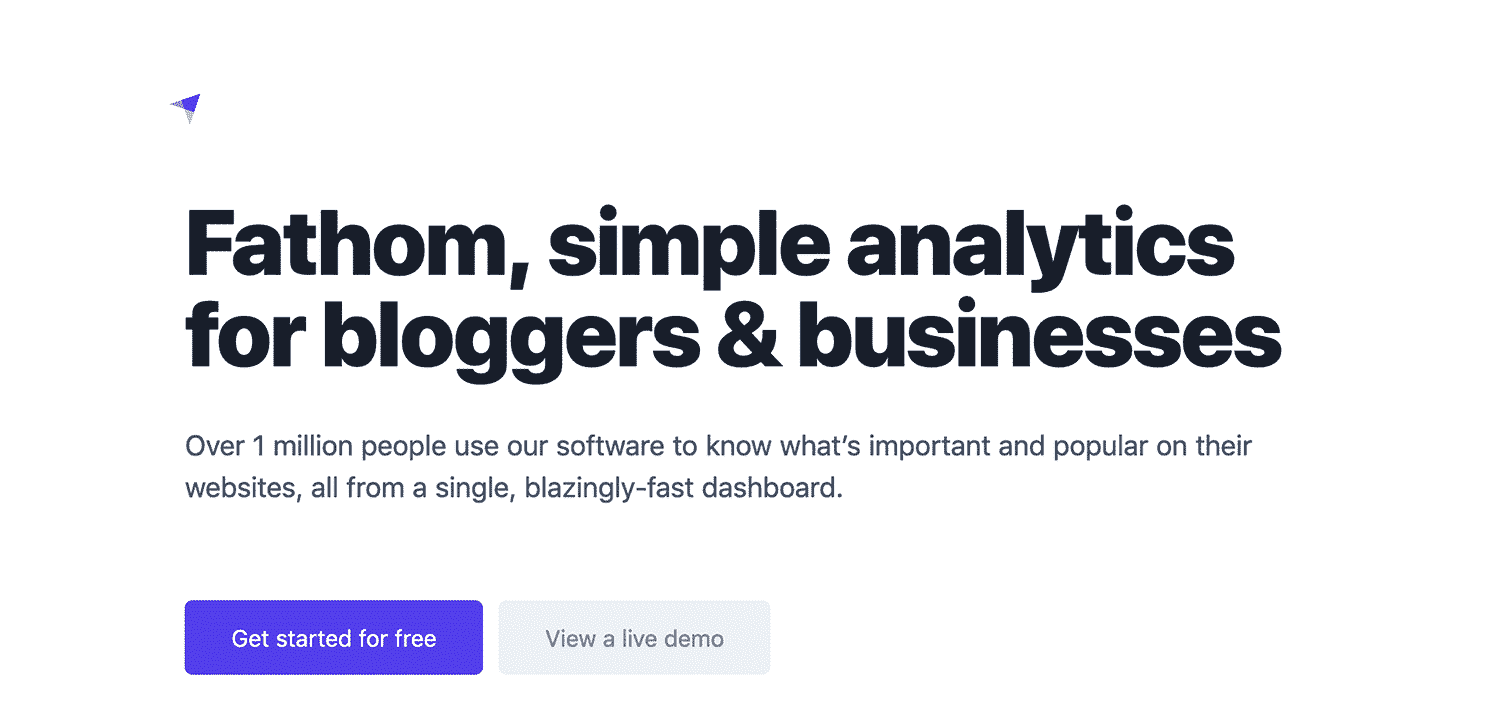 Fathom, simple analytics
for bloggers & businesses
Over 1 million people use our software to know what’s important and popular on their
websites, all from a single, blazingly-fast dashboard.
Get started for free
View a live demo